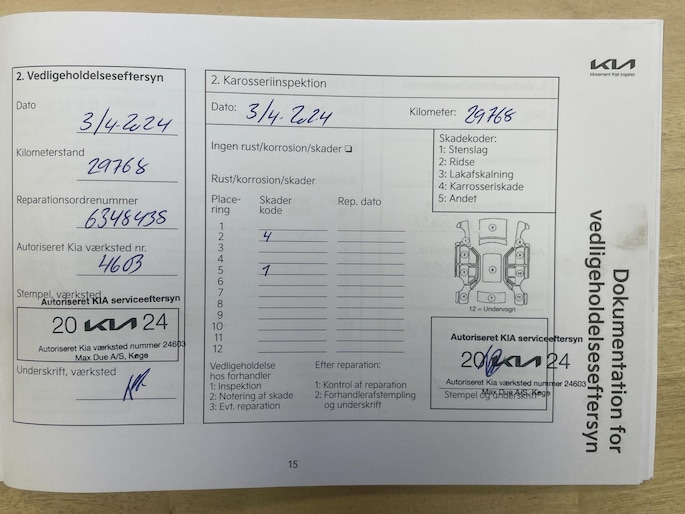 KIA
Movement that inspires
Dokumentation for
vedligeholdelseseftersyn
2. Vedligeholdelseseftersyn
Dato
3/4-2024
Kilometerstand
29768
Reparationsordrenummer
6348438
Autoriseret Kia værksted nr.
4603
Stempel, værksted
Autoriseret KIA serviceeftersyn
20 KIA 24
Autoriseret Kia værksted nummer 24603
Max Due A/S, Køge
Underskrift, værksted
2. Karosseriinspektion
Dato: 3/4-2024
Kilometer: 29768
Ingen rust/korrosion/skader
Rust/korrosion/skader
Place-
ring
Skader
kode
Rep. dato
1
2 4
3
4
5 1
6
7
8
9
10
11
12
Skadekoder:
1: Stenslag
2: Ridse
3: Lakafskalning
4: Karrosseriskade
5: Andet
12 = Undervogn
Vedligeholdelse
hos forhandler
1: Inspektion
2: Notering af skade
3: Evt. reparation
Efter reparation:
1: Kontrol af reparation
2: Forhandlerafstempling
og underskrift
Autoriseret KIA serviceeftersyn
20 KIA 24
Autoriseret Kia værksted nummer 24603
Max Due A/S, Køge
Stempel og underskrift
15